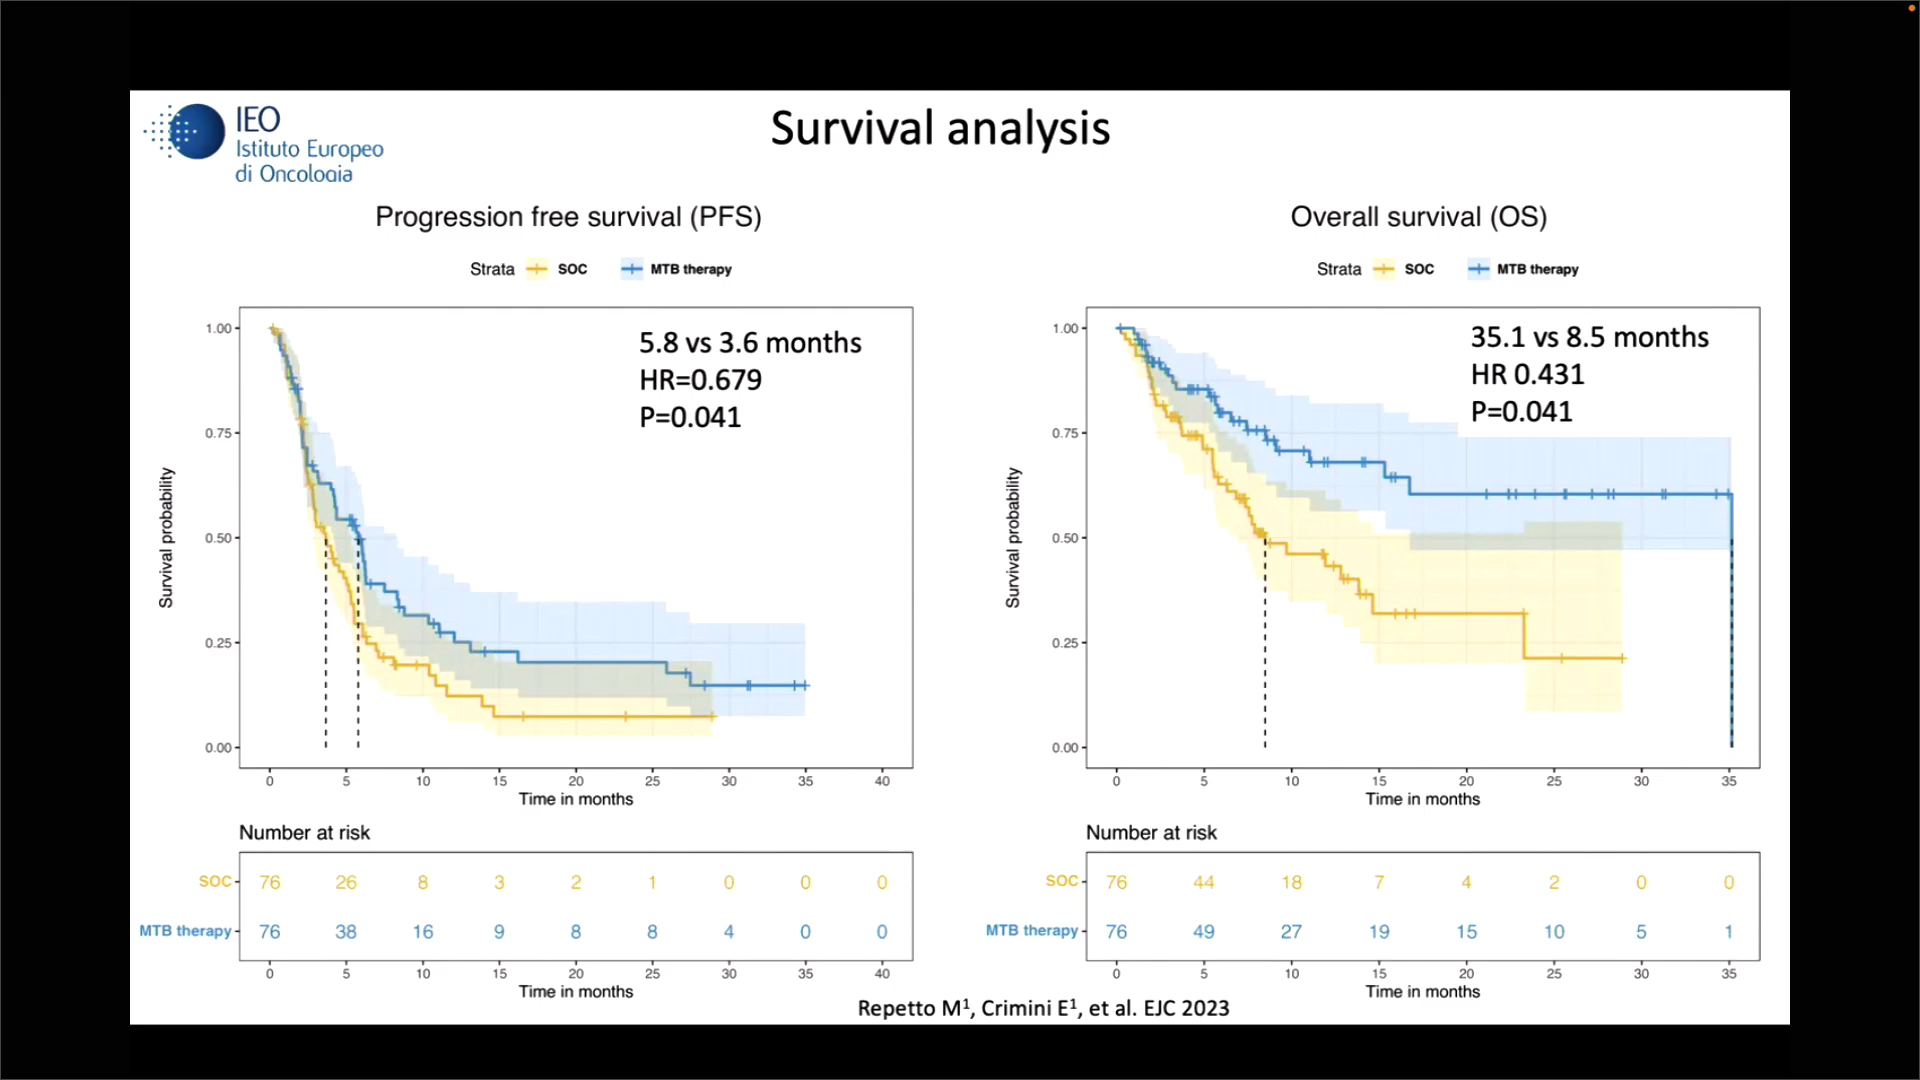 IEO
Istituto Europeo
di Oncologia
Survival analysis
Progression free survival (PFS)
Strata SOC MTB therapy
5.8 vs 3.6 months
HR=0.679
P=0.041
Survival probability
1.00
0.75
0.50
0.25
0.00
0 5 10 15 20 25 30 35 40
Time in months
Number at risk
SOC 76 26 8 3 2 1 0 0 0
MTB therapy 76 38 16 9 8 8 4 0 0
0 5 10 15 20 25 30 35 40
Time in months
Overall survival (OS)
Strata SOC MTB therapy
35.1 vs 8.5 months
HR 0.431
P=0.041
Survival probability
1.00
0.75
0.50
0.25
0.00
0 5 10 15 20 25 30 35
Time in months
Number at risk
SOC 76 44 18 7 4 2 0 0
MTB therapy 76 49 27 19 15 10 5 1
0 5 10 15 20 25 30 35
Time in months
Repetto M¹, Crimini E¹, et al. EJC 2023